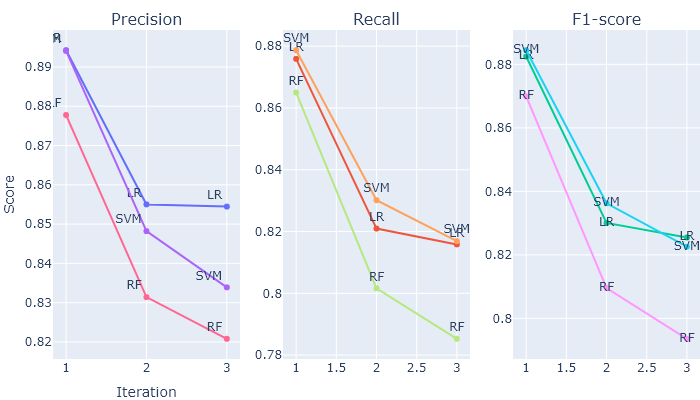 Precision
Recall
F1-score
Score
0.89
0.88
0.87
0.86
0.85
0.84
0.83
0.82
F
LR
LR
SVM
SVM
RF
RF
1
2
3
Iteration
0.88
0.86
0.84
0.82
0.8
0.78
SVM
LR
RF
SVM
LR
RF
SVM
LR
RF
1
1.5
2
2.5
3
0.88
0.86
0.84
0.82
0.8
SVM
LR
RF
SVM
LR
RF
LR
SVM
RF
1
1.5
2
2.5
3